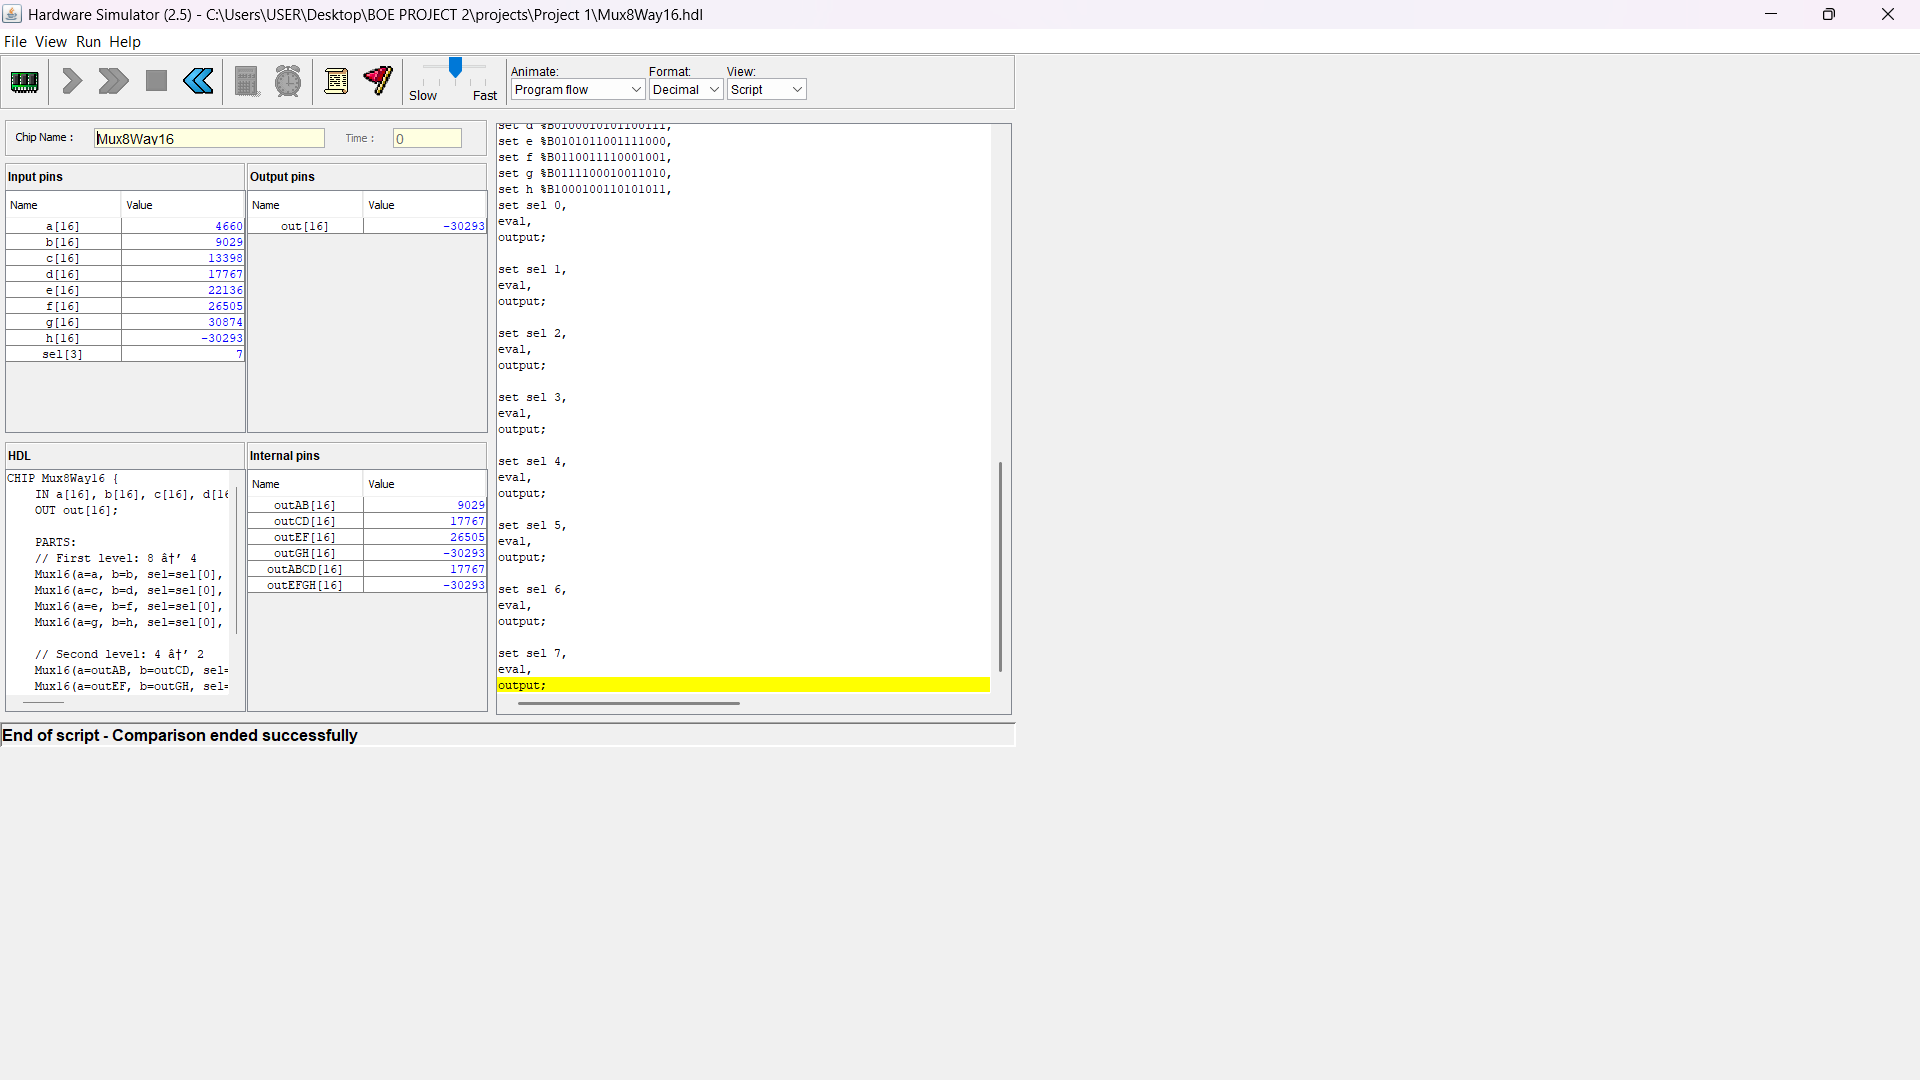 Hardware Simulator (2.5) - C:\Users\USER\Desktop\BOE PROJECT 2\projects\Project 1\Mux8Way16.hdl
File View Run Help
Slow Fast
Animate: Format: View:
Program flow Decimal Script
Chip Name : Mux8Way16 Time : 0
Input pins
Name Value
a[16] 4660
b[16] 9029
c[16] 13398
d[16] 17767
e[16] 22136
f[16] 26505
g[16] 30874
h[16] -30293
sel[3] 7
Output pins
Name Value
out[16] -30293
HDL
CHIP Mux8Way16 {
IN a[16], b[16], c[16], d[16
OUT out[16];
PARTS:
// First level: 8 â†’ 4
Mux16(a=a, b=b, sel=sel[0],
Mux16(a=c, b=d, sel=sel[0],
Mux16(a=e, b=f, sel=sel[0],
Mux16(a=g, b=h, sel=sel[0],
// Second level: 4 â†’ 2
Mux16(a=outAB, b=outCD, sel=
Mux16(a=outEF, b=outGH, sel=
Internal pins
Name Value
outAB[16] 9029
outCD[16] 17767
outEF[16] 26505
outGH[16] -30293
outABCD[16] 17767
outEFGH[16] -30293
set d %B0100010101100111,
set e %B0101011001111000,
set f %B0110011110001001,
set g %B0111100010011010,
set h %B1000100110101011,
set sel 0,
eval,
output;
set sel 1,
eval,
output;
set sel 2,
eval,
output;
set sel 3,
eval,
output;
set sel 4,
eval,
output;
set sel 5,
eval,
output;
set sel 6,
eval,
output;
set sel 7,
eval,
output;
End of script - Comparison ended successfully